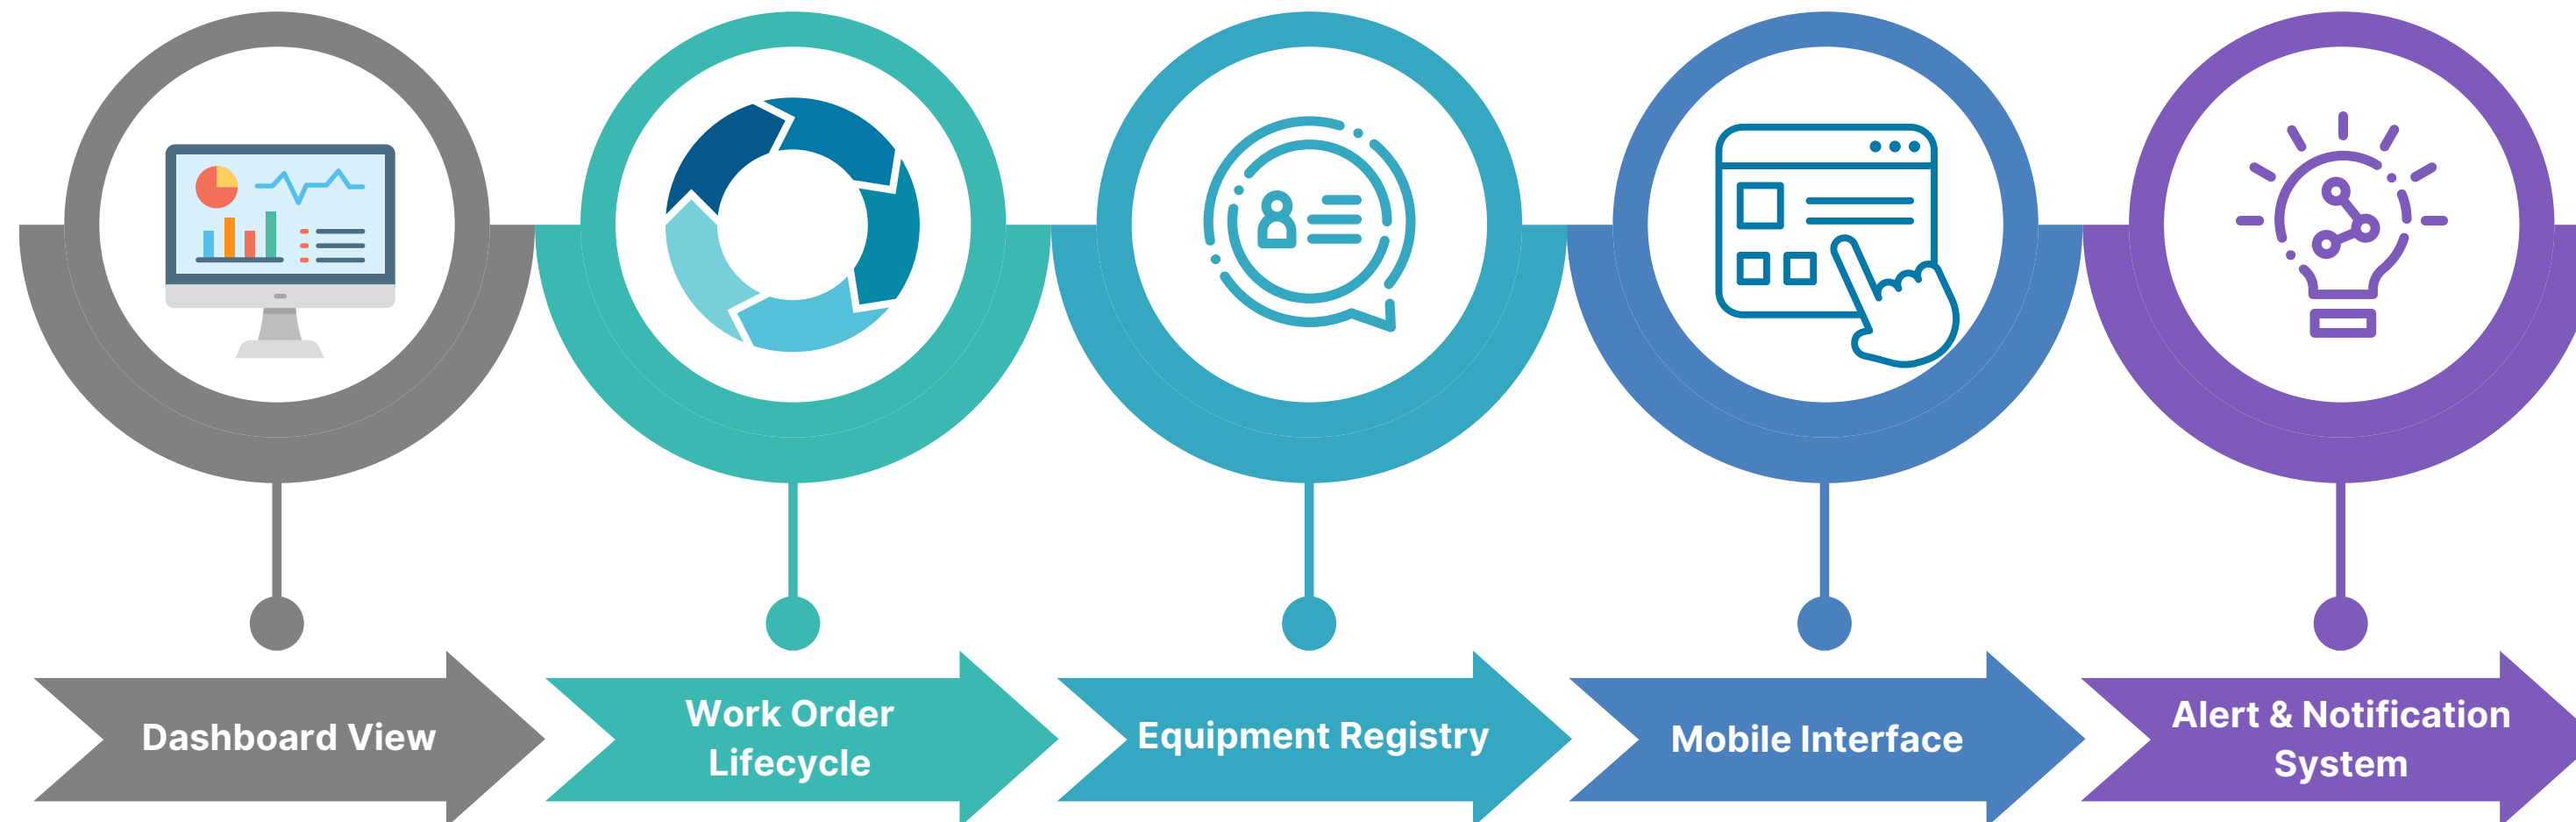 Dashboard View
Work Order
Lifecycle
Equipment Registry
Mobile Interface
Alert & Notification
System